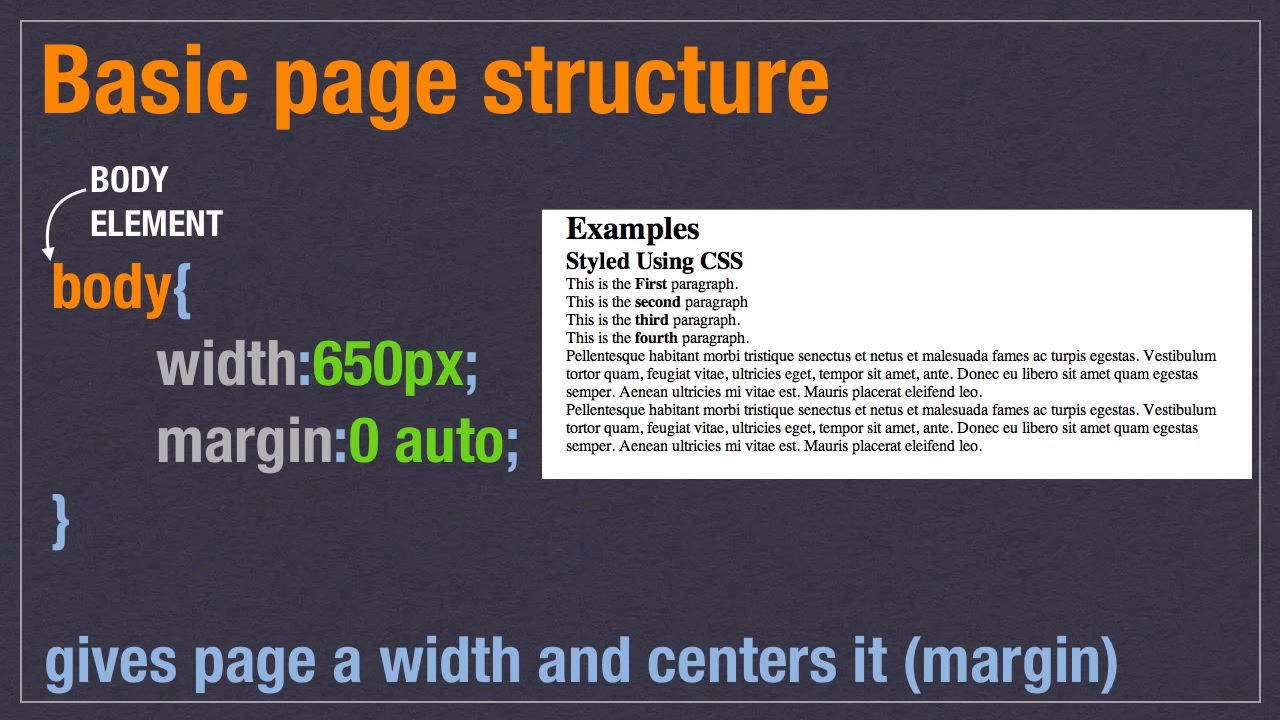 Basic page structure
BODY
ELEMENT
body{
width:650px;
margin:0 auto;
}
Examples
Styled Using CSS
This is the First paragraph.
This is the second paragraph
This is the third paragraph.
This is the fourth paragraph.
Pellentesque habitant morbi tristique senectus et netus et malesuada fames ac turpis egestas. Vestibulum
tortor quam, feugiat vitae, ultricies eget, tempor sit amet, ante. Donec eu libero sit amet quam egestas
semper. Aenean ultricies mi vitae est. Mauris placerat eleifend leo.
Pellentesque habitant morbi tristique senectus et netus et malesuada fames ac turpis egestas. Vestibulum
tortor quam, feugiat vitae, ultricies eget, tempor sit amet, ante. Donec eu libero sit amet quam egestas
semper. Aenean ultricies mi vitae est. Mauris placerat eleifend leo.
gives page a width and centers it (margin)